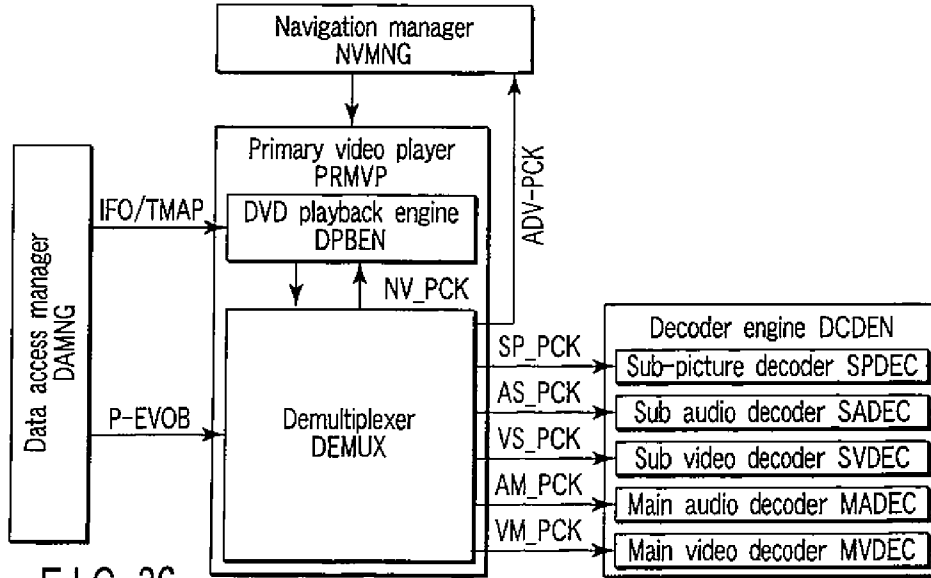 Navigation manager
NVMNG
Primary video player
PRMVP
ADV-PCK
Data access manager
DAMNG
IFO/TMAP
DVD playback engine
DPBEN
NV_PCK
P-EVOB
Demultiplexer
DEMUX
SP_PCK
AS_PCK
VS_PCK
AM_PCK
VM_PCK
Decoder engine DCDEN
Sub-picture decoder SPDEC
Sub audio decoder SADEC
Sub video decoder SVDEC
Main audio decoder MADEC
Main video decoder MVDEC